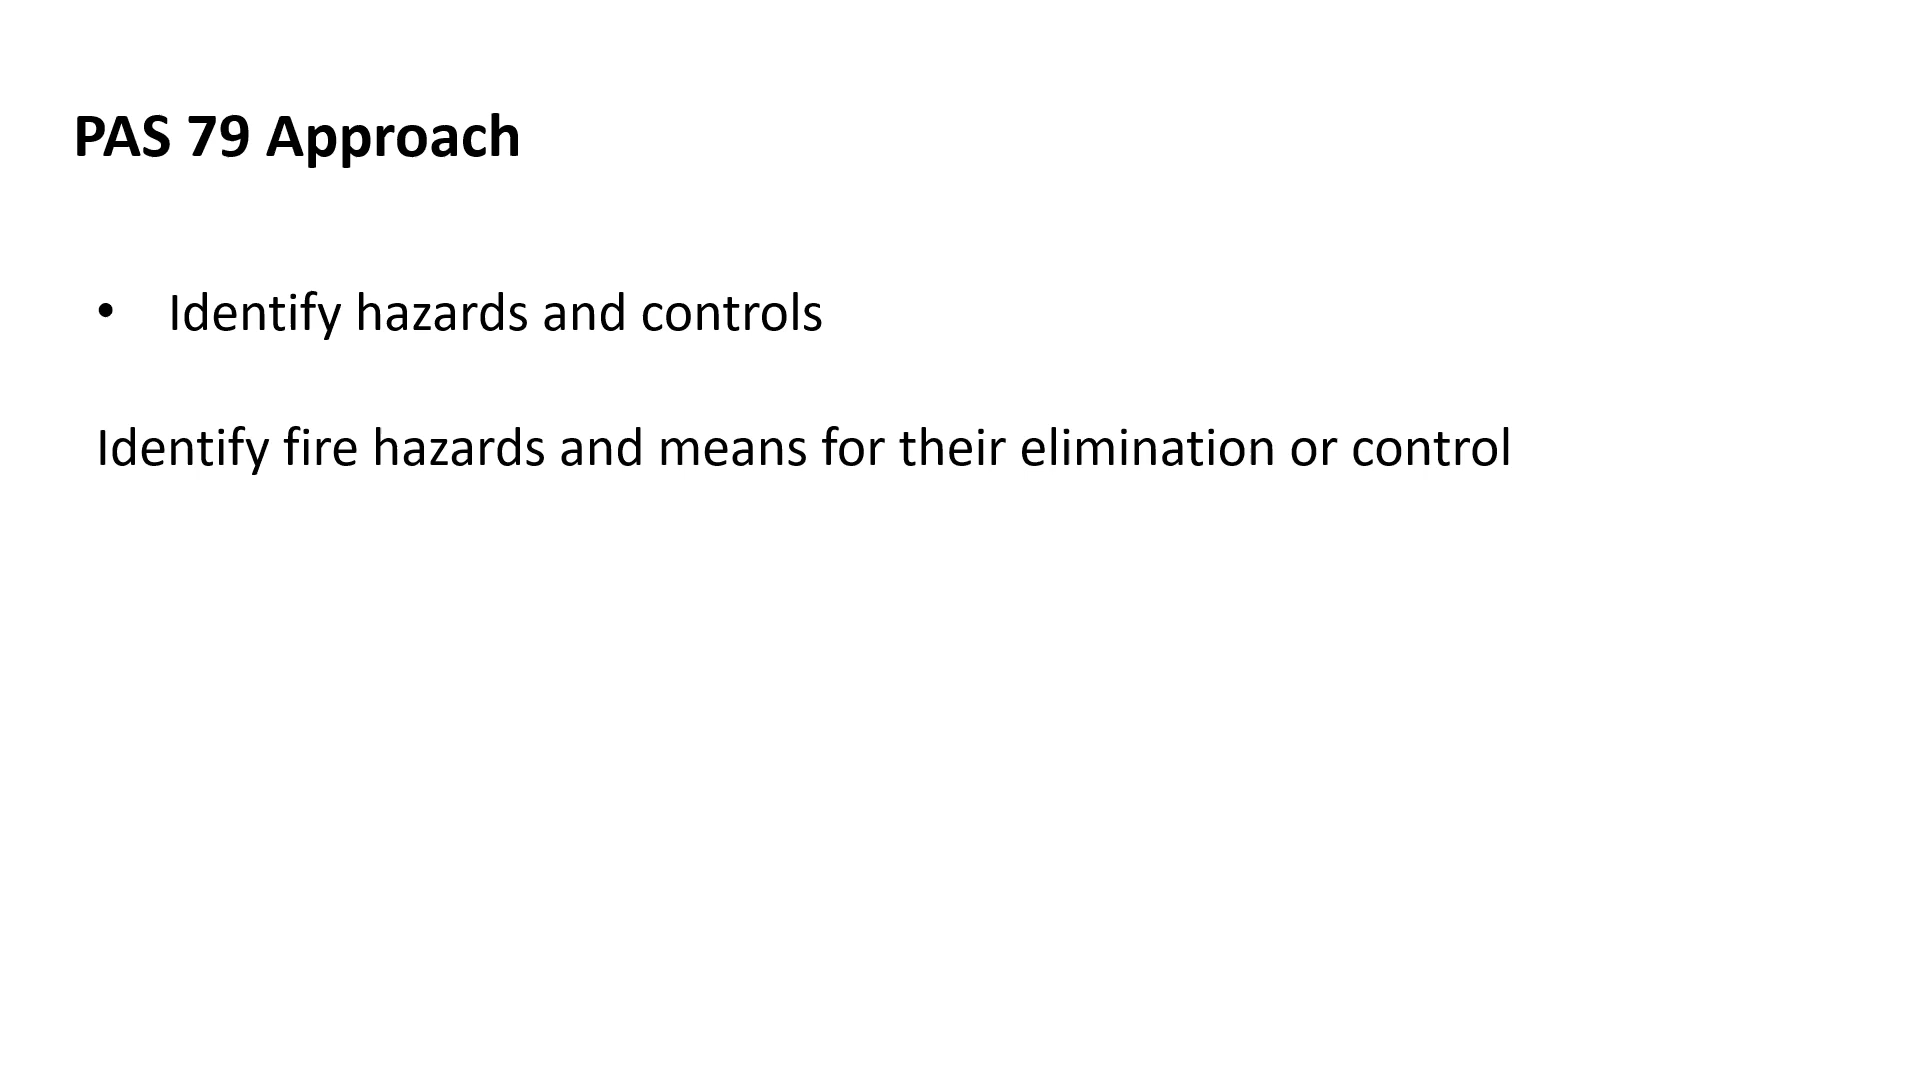 PAS 79 Approach
• Identify hazards and controls
Identify fire hazards and means for their elimination or control